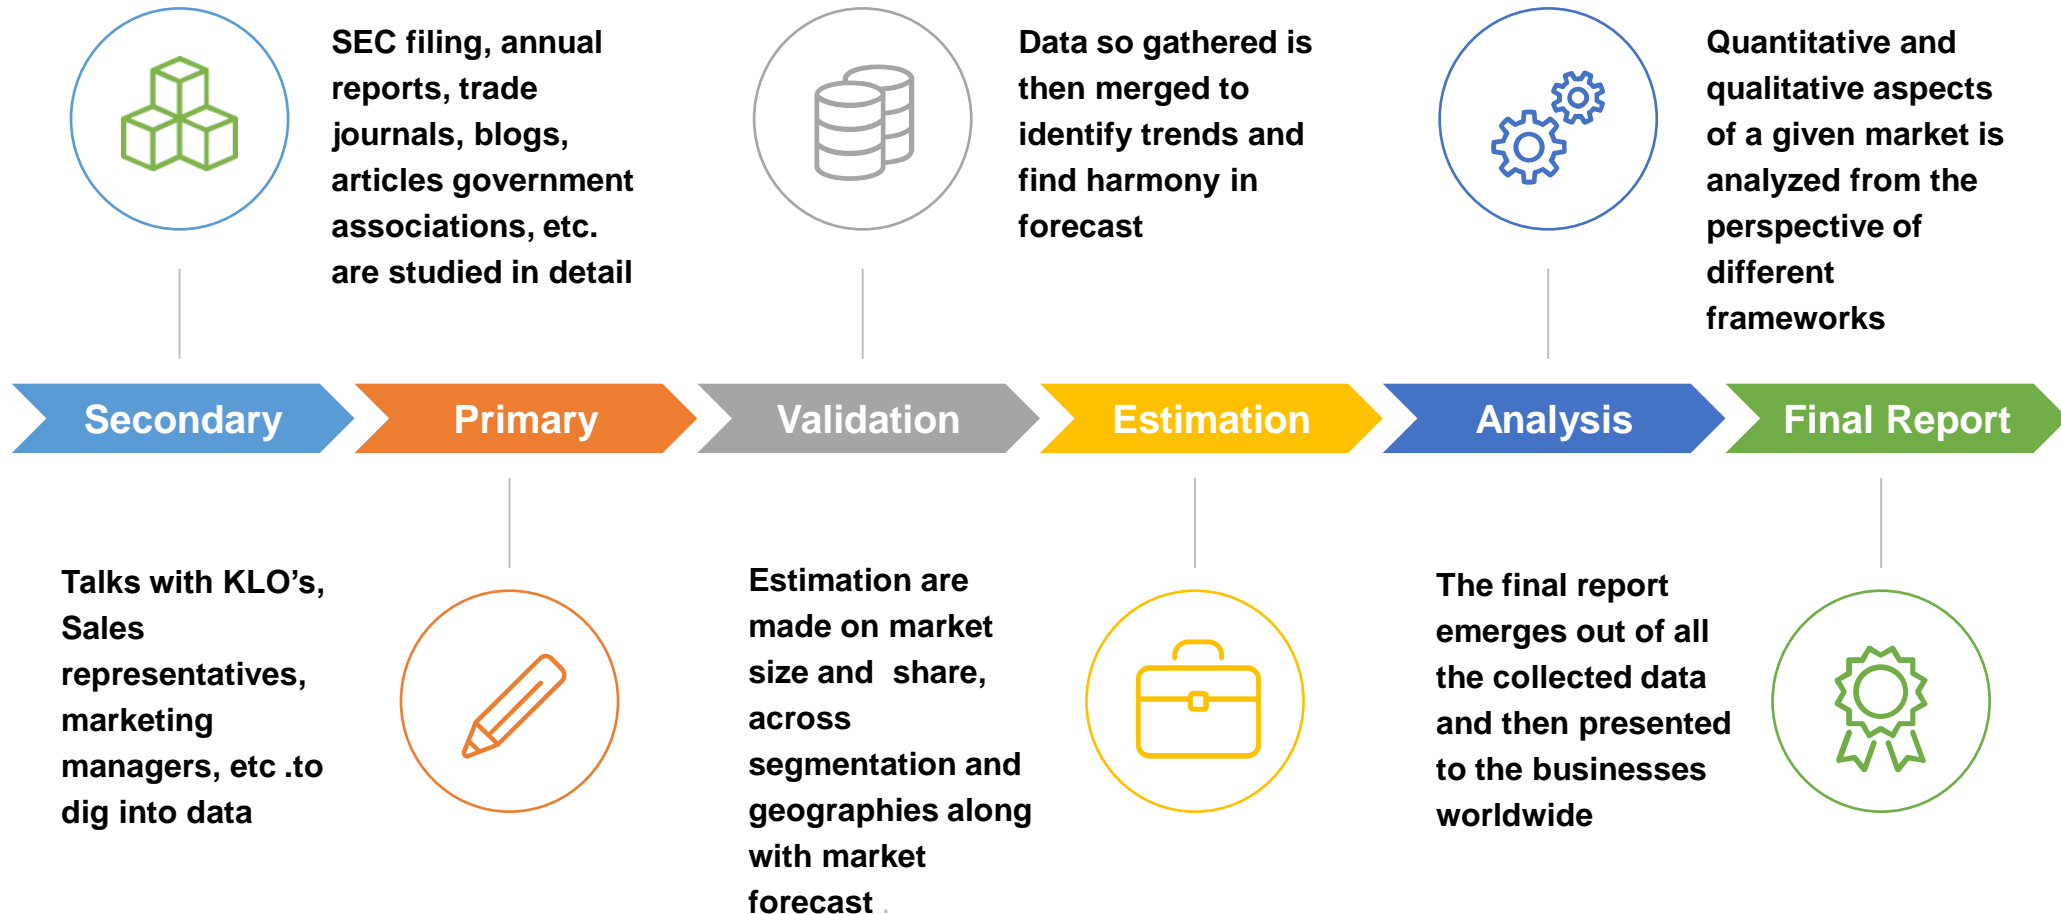 SEC filing, annual
reports, trade
journals, blogs,
articles government
associations, etc.
are studied in detail
Data so gathered is
then merged to
identify trends and
find harmony in
forecast
Quantitative and
qualitative aspects
of a given market is
analyzed from the
perspective of
different
frameworks
Secondary
Primary
Validation
Estimation
Analysis
Final Report
Talks with KLO’s,
Sales
representatives,
marketing
managers, etc .to
dig into data
Estimation are
made on market
size and  share,
across
segmentation and
geographies along
with market
forecast .
The final report
emerges out of all
the collected data
and then presented
to the businesses
worldwide